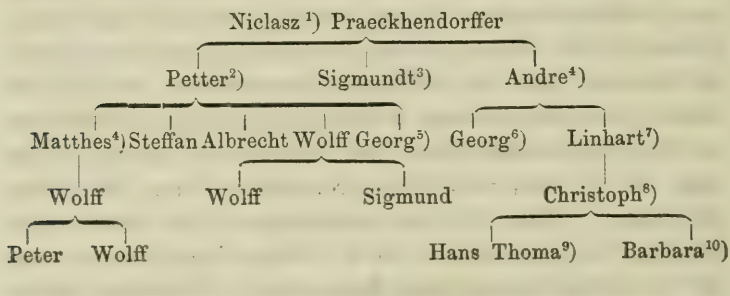 Niclasz ¹) Praeckhendorffer
Petter²) Sigmundt³) Andre⁴)
Matthes⁴) Steffan Albrecht Wolff Georg⁵) Georg⁶) Linhart⁷)
Wolff Wolff Sigmund Christoph⁸)
Peter Wolff Hans Thoma⁹) Barbara¹⁰)